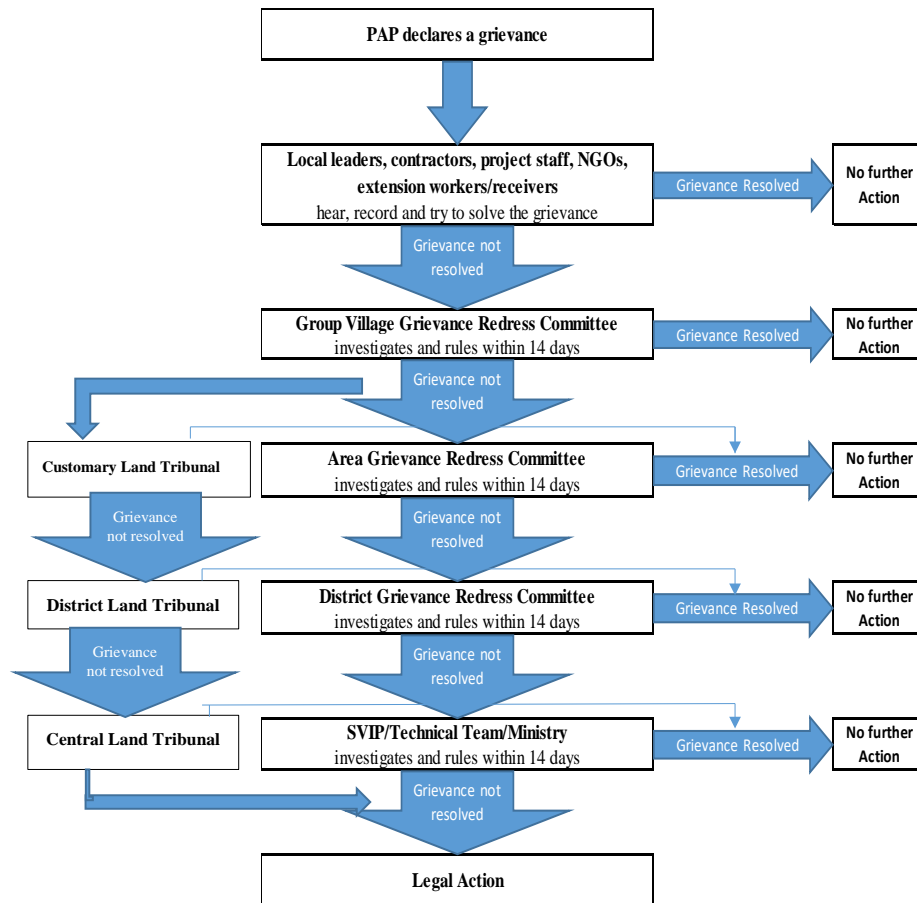 PAP declares a grievance
Local leaders, contractors, project staff, NGOs,
extension workers/receivers
hear, record and try to solve the grievance
Grievance Resolved
No further
Action
Grievance not
resolved
Group Village Grievance Redress Committee
investigates and rules within 14 days
Grievance Resolved
No further
Action
Grievance not
resolved
Customary Land Tribunal
Area Grievance Redress Committee
investigates and rules within 14 days
Grievance Resolved
No further
Action
Grievance
not resolved
Grievance not
resolved
District Land Tribunal
District Grievance Redress Committee
investigates and rules within 14 days
Grievance Resolved
No further
Action
Grievance
not resolved
Grievance not
resolved
Central Land Tribunal
SVIP/Technical Team/Ministry
investigates and rules within 14 days
Grievance Resolved
No further
Action
Grievance not
resolved
Legal Action